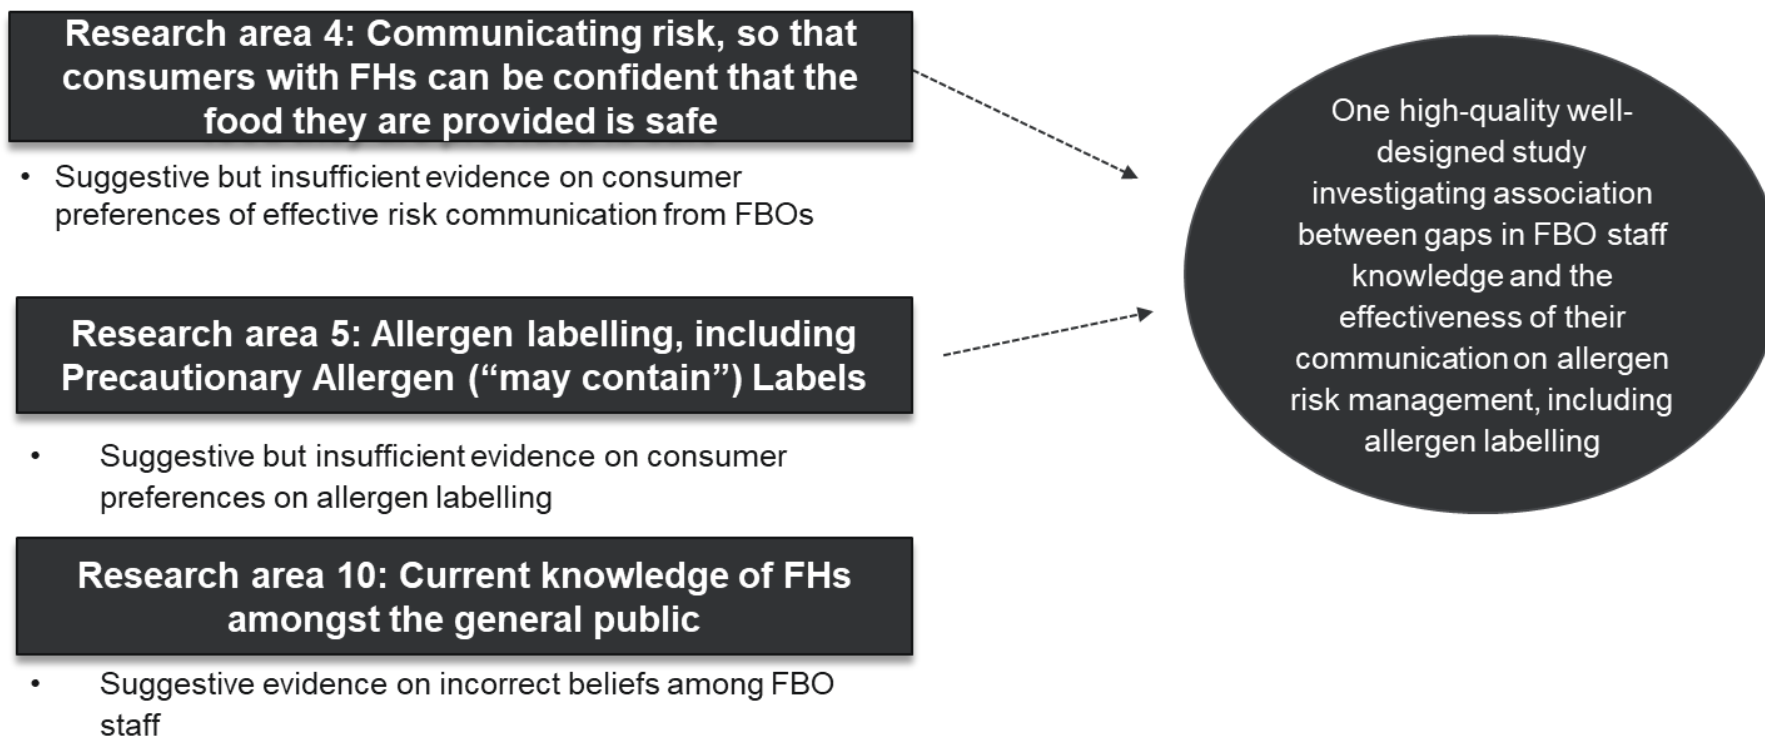 Research area 4: Communicating risk, so that
consumers with FHs can be confident that the
food they are provided is safe
• Suggestive but insufficient evidence on consumer
preferences of effective risk communication from FBOs
Research area 5: Allergen labelling, including
Precautionary Allergen (“may contain”) Labels
• Suggestive but insufficient evidence on consumer
preferences on allergen labelling
Research area 10: Current knowledge of FHs
amongst the general public
• Suggestive evidence on incorrect beliefs among FBO
staff
One high-quality well-
designed study
investigating association
between gaps in FBO staff
knowledge and the
effectiveness of their
communication on allergen
risk management, including
allergen labelling